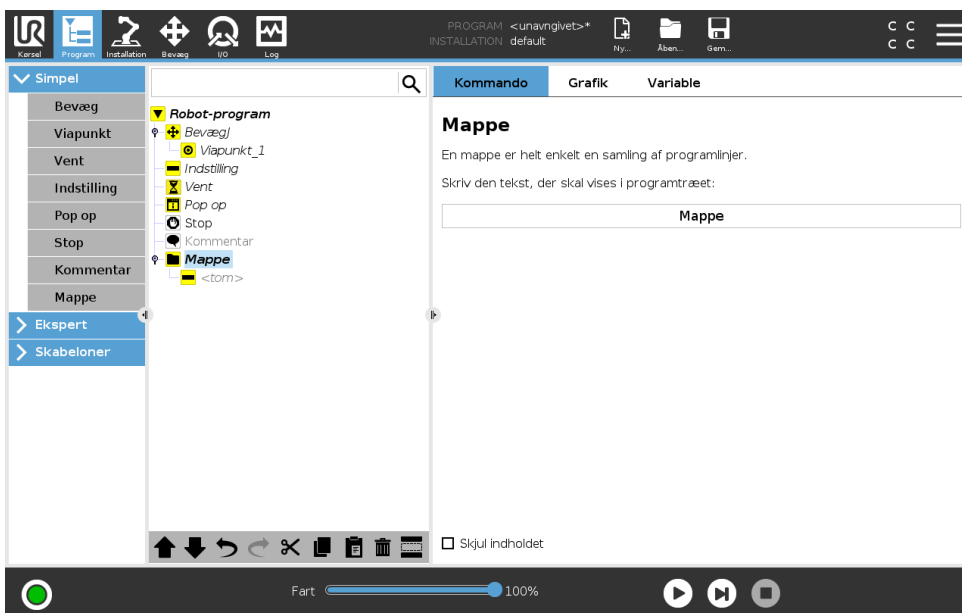 PROGRAM <unavngivet>*
INSTALLATION default
UR
Kørsel
Program
Installation
Bevæg
I/O
Log
Ny...
Åben...
Gem...
C C
C C
Simpel
Bevæg
Viapunkt
Vent
Indstilling
Pop op
Stop
Kommentar
Mappe
Ekspert
Skabeloner
Robot-program
BevægJ
Viapunkt_1
Indstilling
Vent
Pop op
Stop
Kommentar
Mappe
<tom>
Kommando
Grafik
Variable
Mappe
En mappe er helt enkelt en samling af programlinjer.
Skriv den tekst, der skal vises i programtræet:
Mappe
Skjul indholdet
Fart
100%